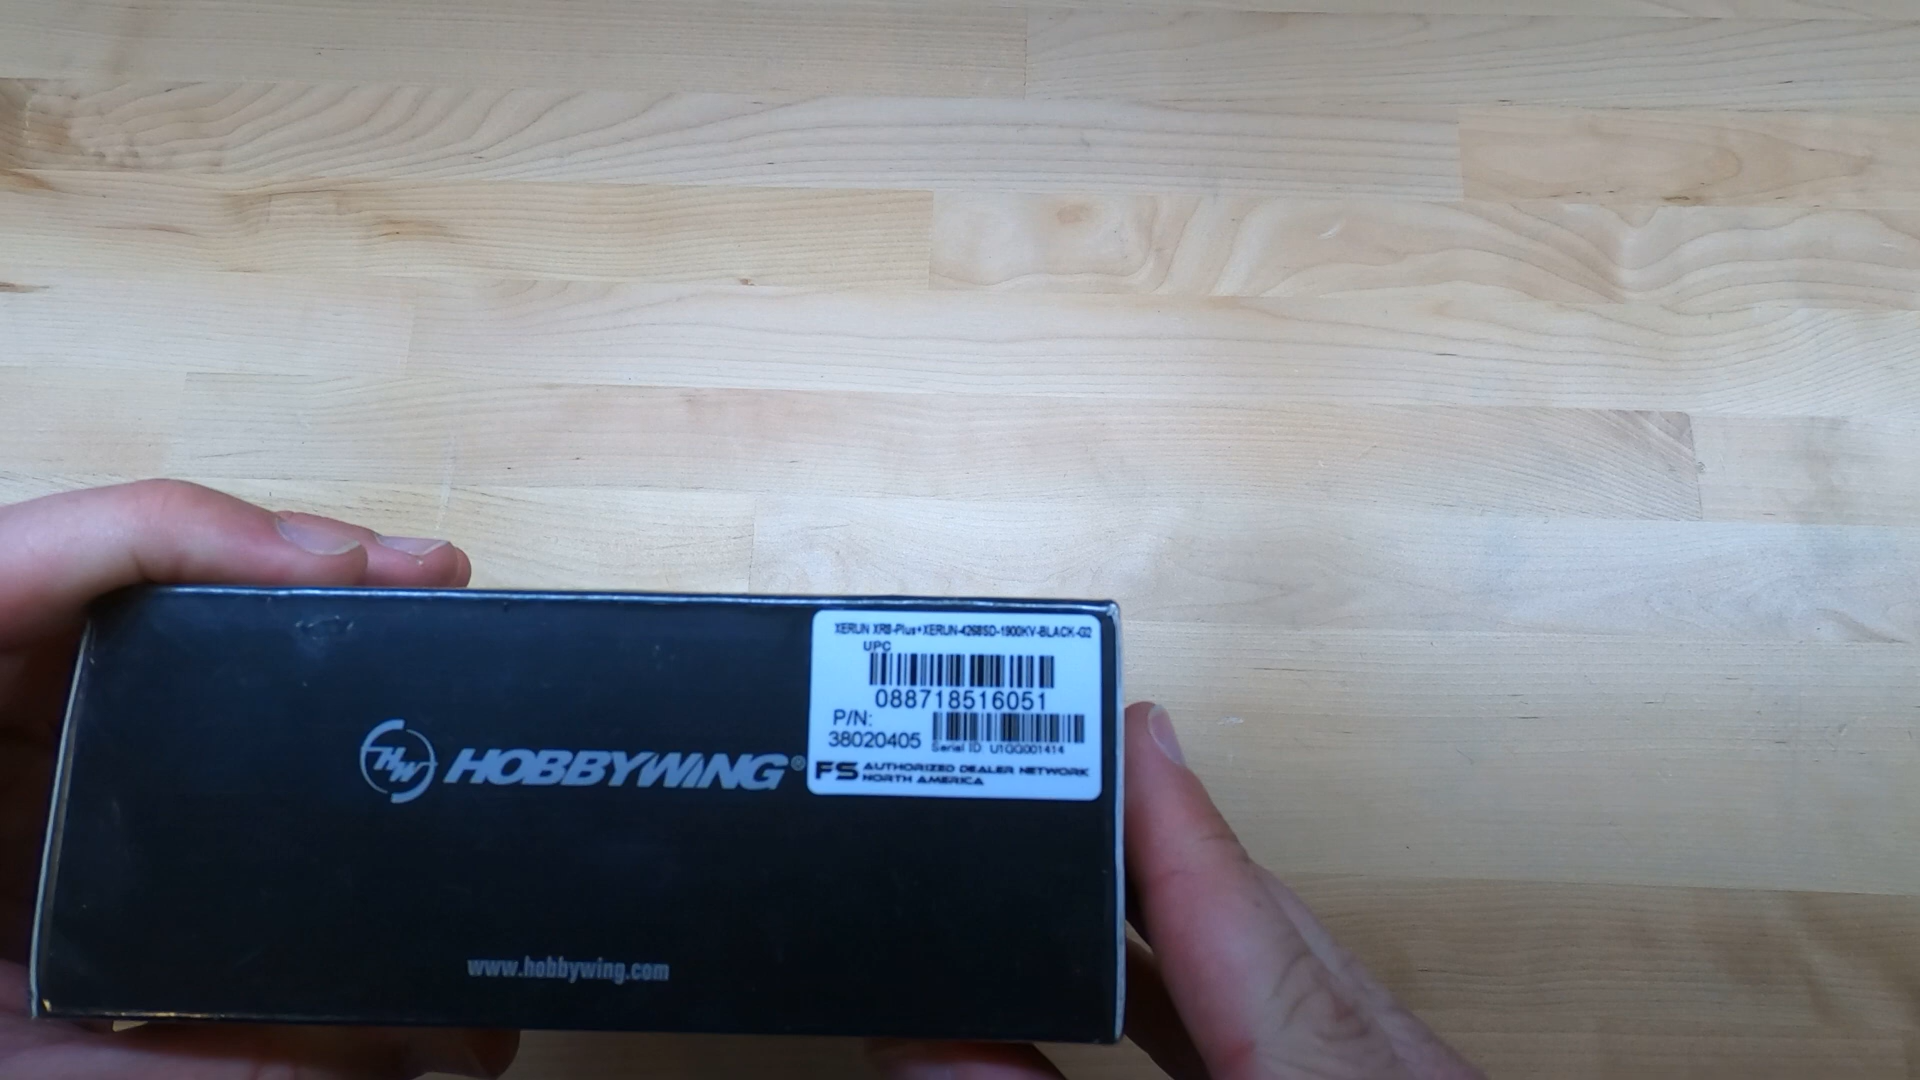 XERUN XR8-Plus+XERUN-4268SD-1900KV-BLACK-G2
UPC
088718516051
P/N:
38020405
Serial ID: U1GG001414
FS AUTHORIZED DEALER NETWORK
NORTH AMERICA
HW HOBBYWING®
www.hobbywing.com